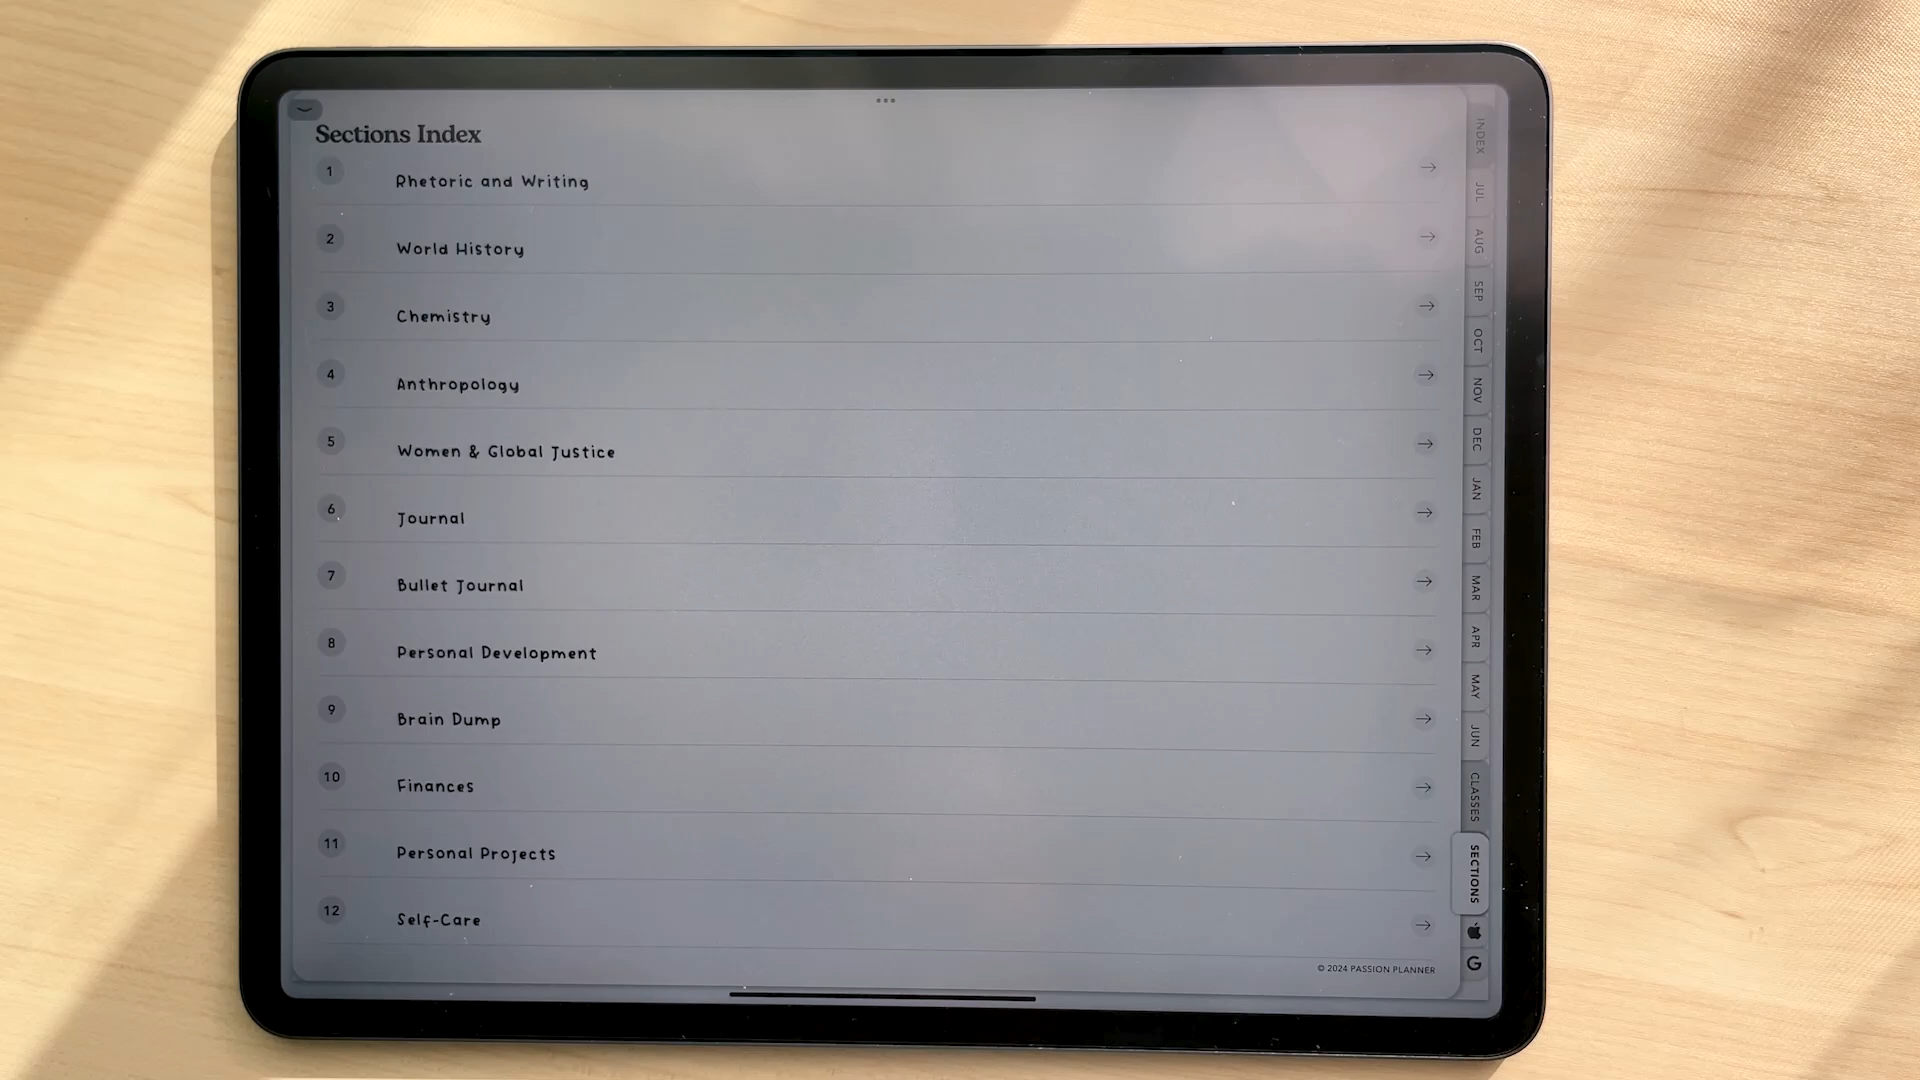 Sections Index
1 Rhetoric and Writing
2 World History
3 Chemistry
4 Anthropology
5 Women & Global Justice
6 Journal
7 Bullet Journal
8 Personal Development
9 Brain Dump
10 Finances
11 Personal Projects
12 Self-Care
© 2024 PASSION PLANNER
INDEX
JUL
AUG
SEP
OCT
NOV
DEC
JAN
FEB
MAR
APR
MAY
JUN
CLASSES
SECTIONS
G